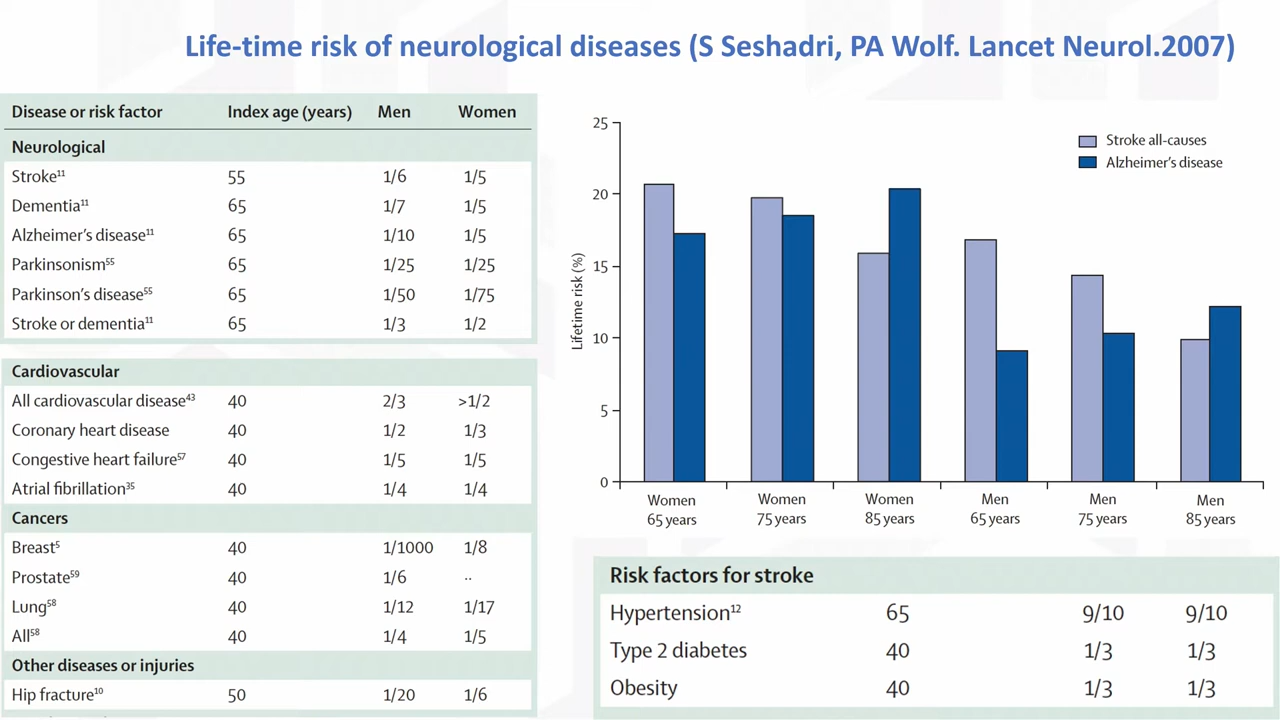 Life-time risk of neurological diseases (S Seshadri, PA Wolf. Lancet Neurol.2007)
Disease or risk factor Index age (years) Men Women
Neurological
Stroke¹¹ 55 1/6 1/5
Dementia¹¹ 65 1/7 1/5
Alzheimer's disease¹¹ 65 1/10 1/5
Parkinsonism⁵⁵ 65 1/25 1/25
Parkinson's disease⁵⁵ 65 1/50 1/75
Stroke or dementia¹¹ 65 1/3 1/2
Cardiovascular
All cardiovascular disease⁴³ 40 2/3 >1/2
Coronary heart disease 40 1/2 1/3
Congestive heart failure⁵⁷ 40 1/5 1/5
Atrial fibrillation³⁵ 40 1/4 1/4
Cancers
Breast⁵ 40 1/1000 1/8
Prostate⁵⁹ 40 1/6 ..
Lung⁵⁸ 40 1/12 1/17
All⁵⁸ 40 1/4 1/5
Other diseases or injuries
Hip fracture¹⁰ 50 1/20 1/6
25
20
15
10
5
0
Lifetime risk (%)
Stroke all-causes
Alzheimer's disease
Women Women Women Men Men Men
65 years 75 years 85 years 65 years 75 years 85 years
Risk factors for stroke
Hypertension¹² 65 9/10 9/10
Type 2 diabetes 40 1/3 1/3
Obesity 40 1/3 1/3